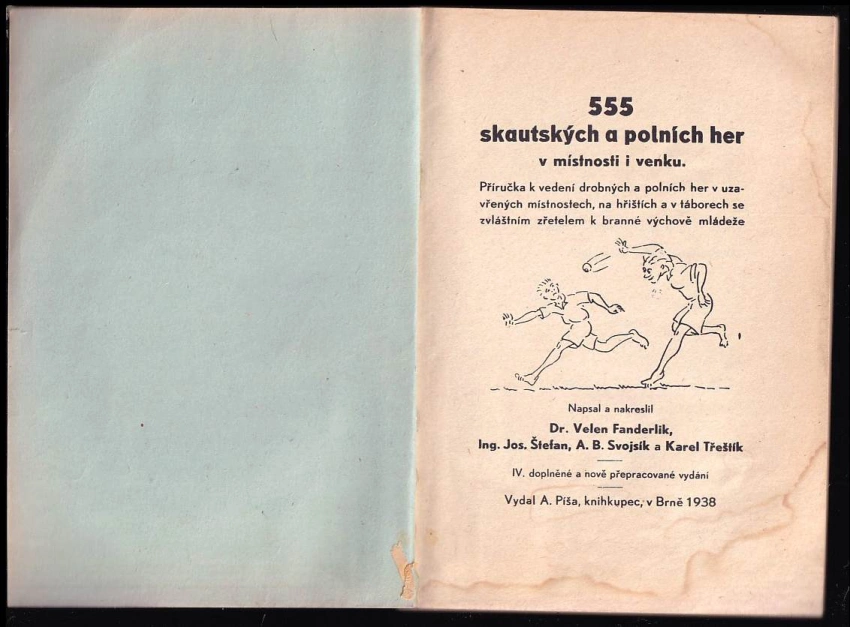 555
skautských a polních her
v místnosti i venku.
Příručka k vedení drobných a polních her v uza-
vřených místnostech, na hřištích a v táborech se
zvláštním zřetelem k branné výchově mládeže
Napsal a nakreslil
Dr. Velen Fanderlik,
Ing. Jos. Štefan, A. B. Svojsík a Karel Třeštík
IV. doplněné a nově přepracované vydání
Vydal A. Píša, knihkupec, v Brně 1938